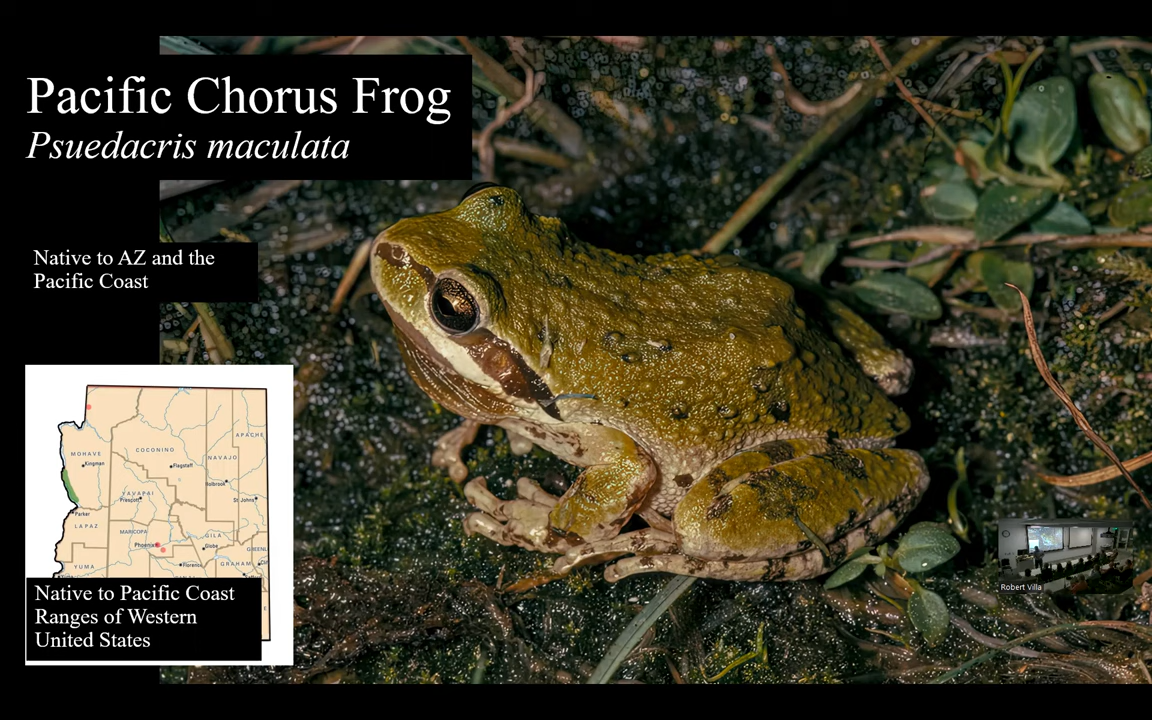 Pacific Chorus Frog
Psuedacris maculata
Native to AZ and the
Pacific Coast
APACHE
MOHAVE
COCONINO
NAVAJO
Kingman
Flagstaff
Holbrook
YAVAPAI
Prescott
St Johns
Parker
LA PAZ
MARICOPA
GILA
Phoenix
Globe
GREENL
YUMA
Florence
GRAHAM
Native to Pacific Coast
Ranges of Western
United States
Robert Villa